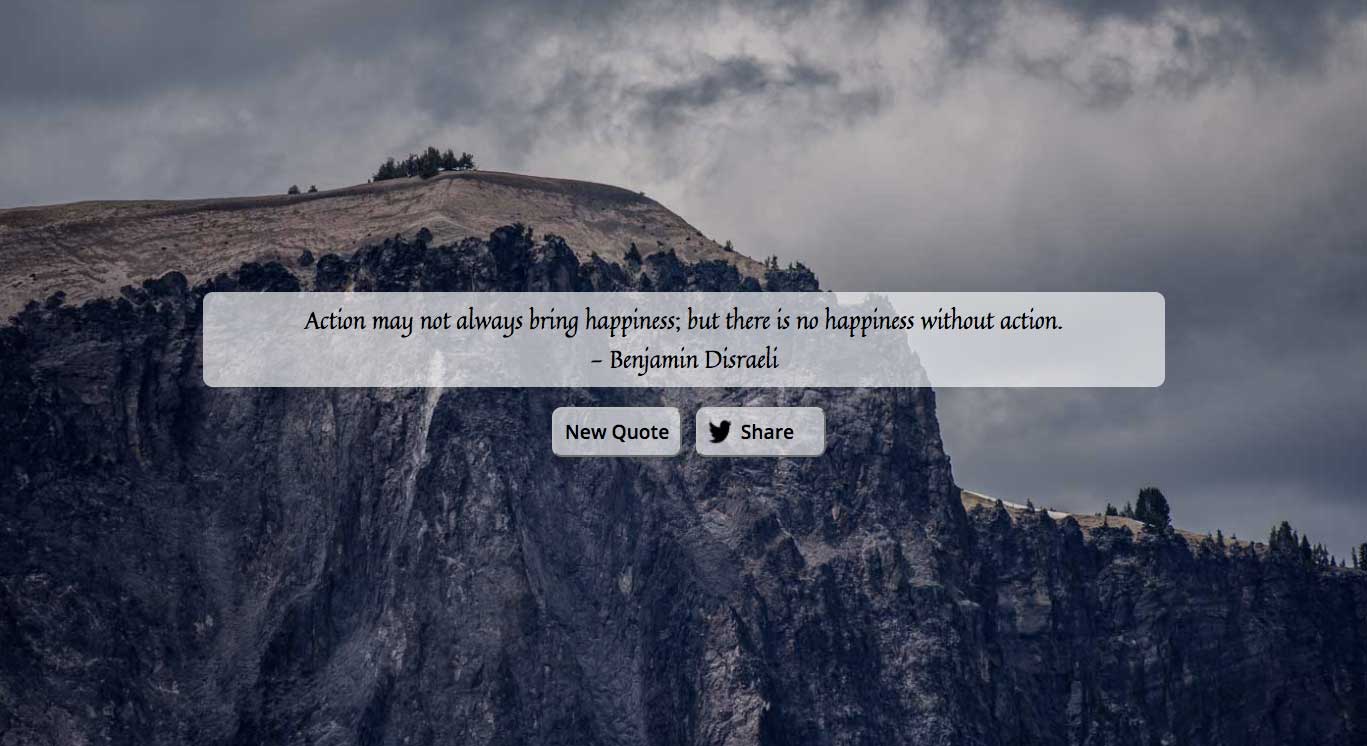 Action may not always bring happiness; but there is no happiness without action.
– Benjamin Disraeli
New Quote
Share